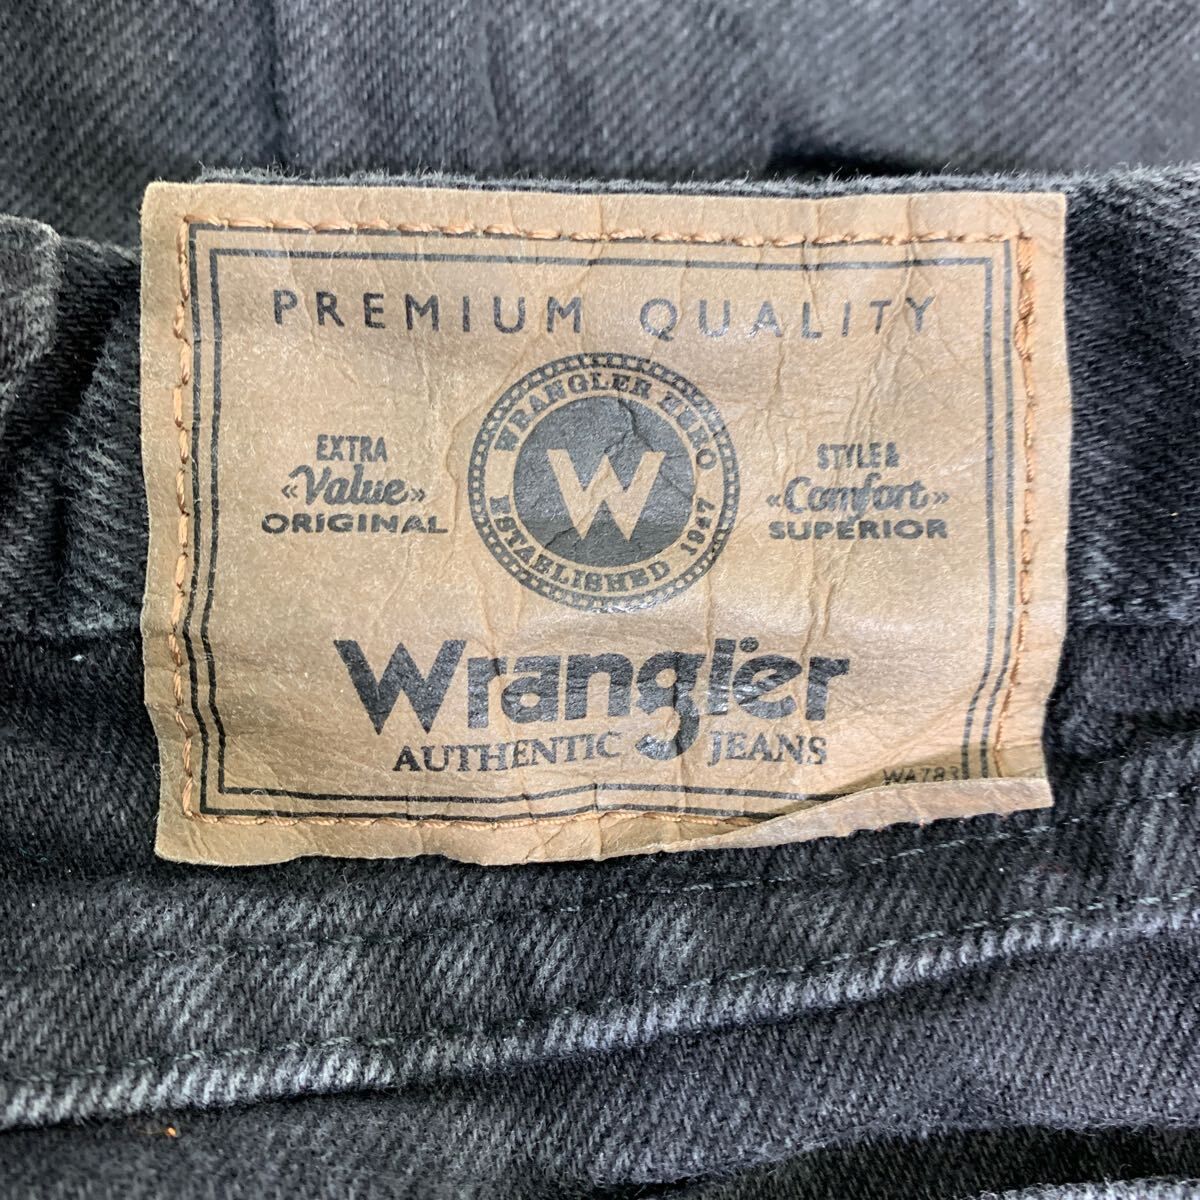 PREMIUM QUALITY
EXTRA
«Value»
ORIGINAL
WRANGLER HERO
W
ESTABLISHED 1947
STYLE &
«Comfort»
SUPERIOR
Wrangler
AUTHENTIC JEANS
WA783